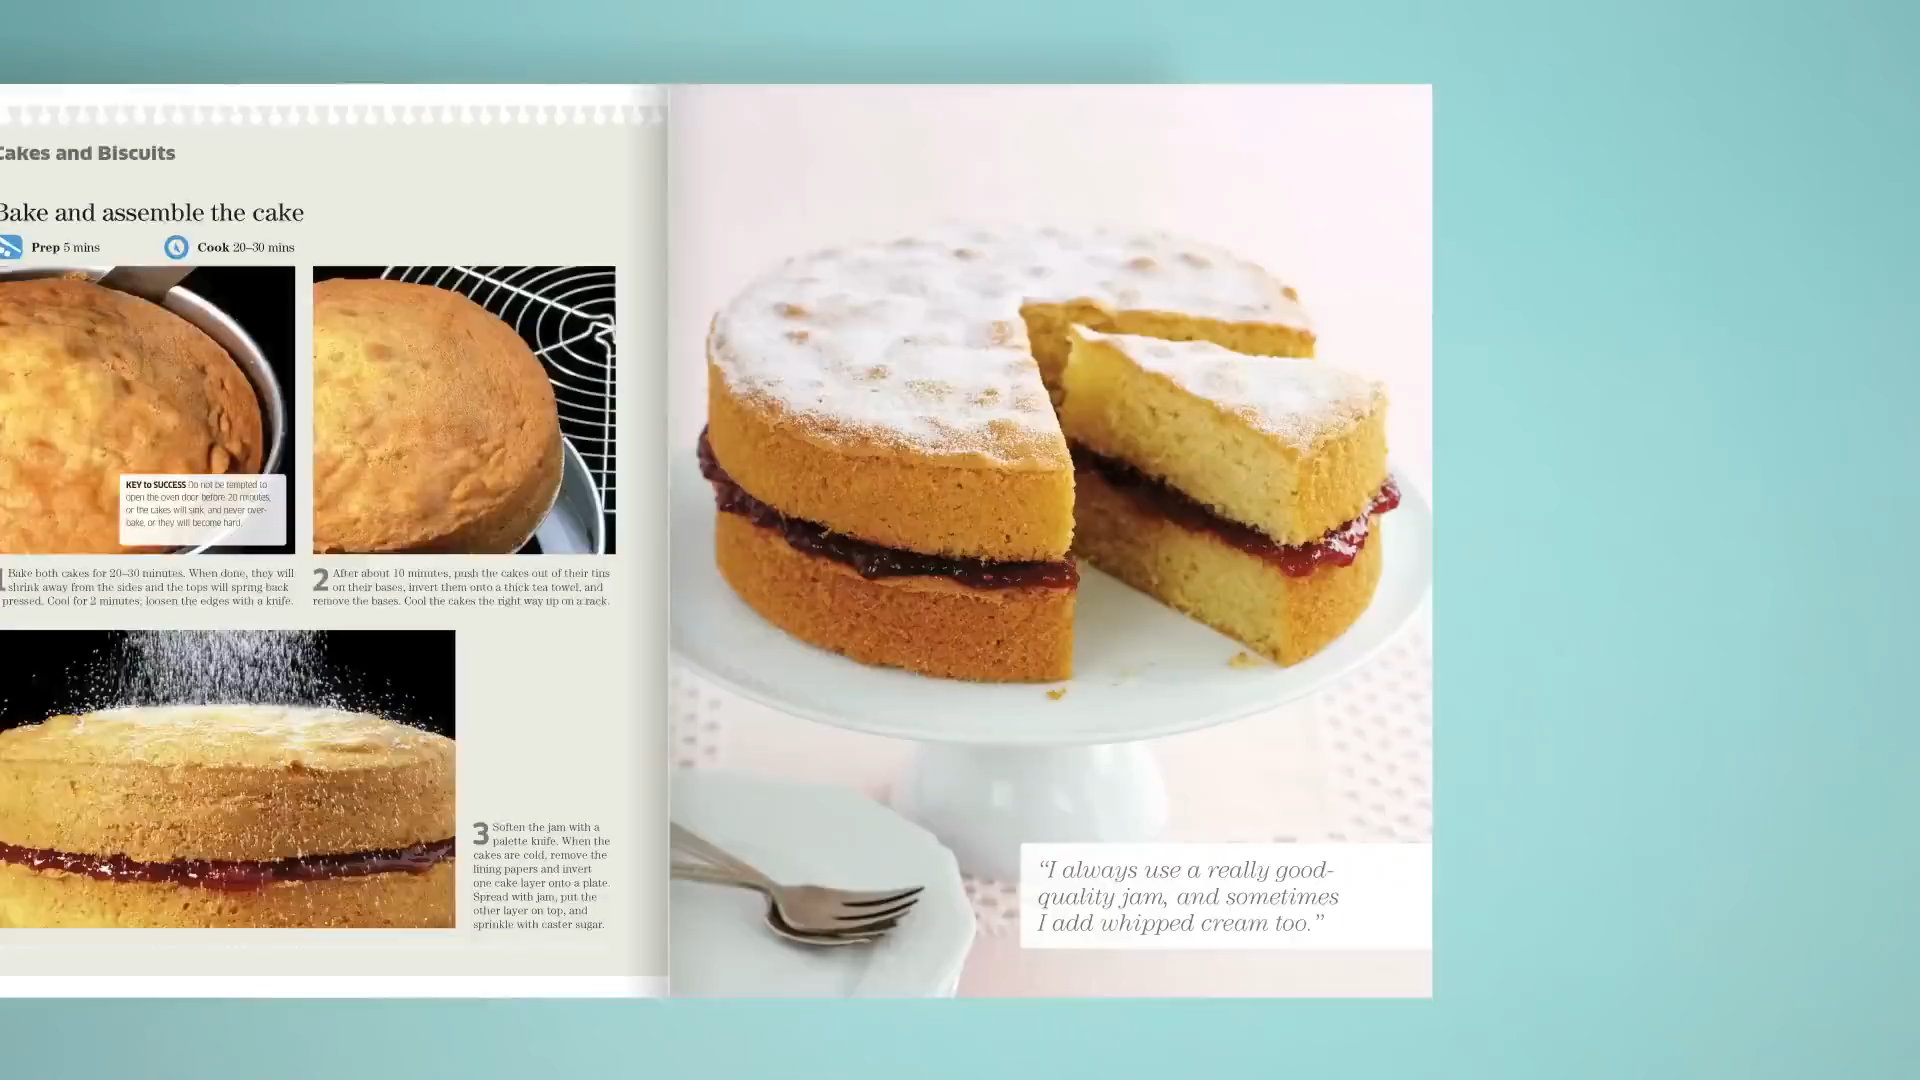 Cakes and Biscuits
Bake and assemble the cake
Prep 5 mins
Cook 20–30 mins
KEY to SUCCESS Do not be tempted to
open the oven door before 20 minutes,
or the cakes will sink, and never over-
bake, or they will become hard.
1 Bake both cakes for 20–30 minutes. When done, they will
shrink away from the sides and the tops will spring back
pressed. Cool for 2 minutes; loosen the edges with a knife.
2 After about 10 minutes, push the cakes out of their tins
on their bases, invert them onto a thick tea towel, and
remove the bases. Cool the cakes the right way up on a rack.
3 Soften the jam with a
palette knife. When the
cakes are cold, remove the
lining papers and invert
one cake layer onto a plate.
Spread with jam, put the
other layer on top, and
sprinkle with caster sugar.
“I always use a really good-
quality jam, and sometimes
I add whipped cream too.”